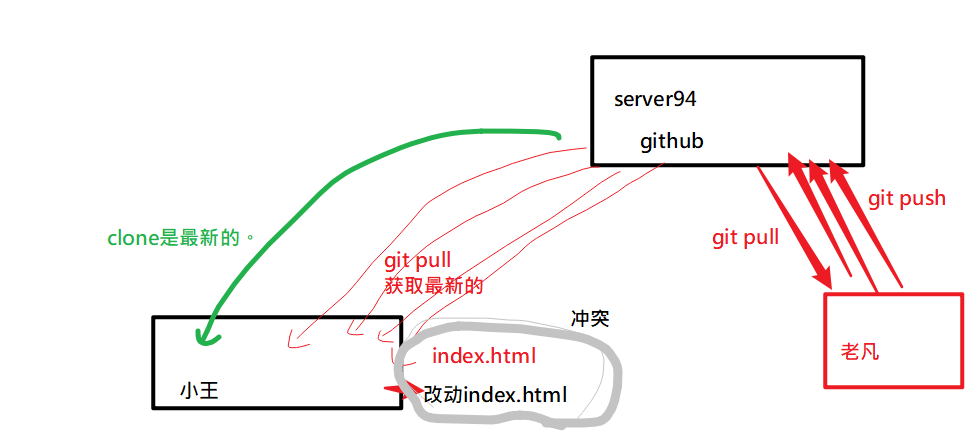 server94
github
git push
git pull
clone是最新的。
git pull
获取最新的
冲突
index.html
改动index.html
小王
老凡